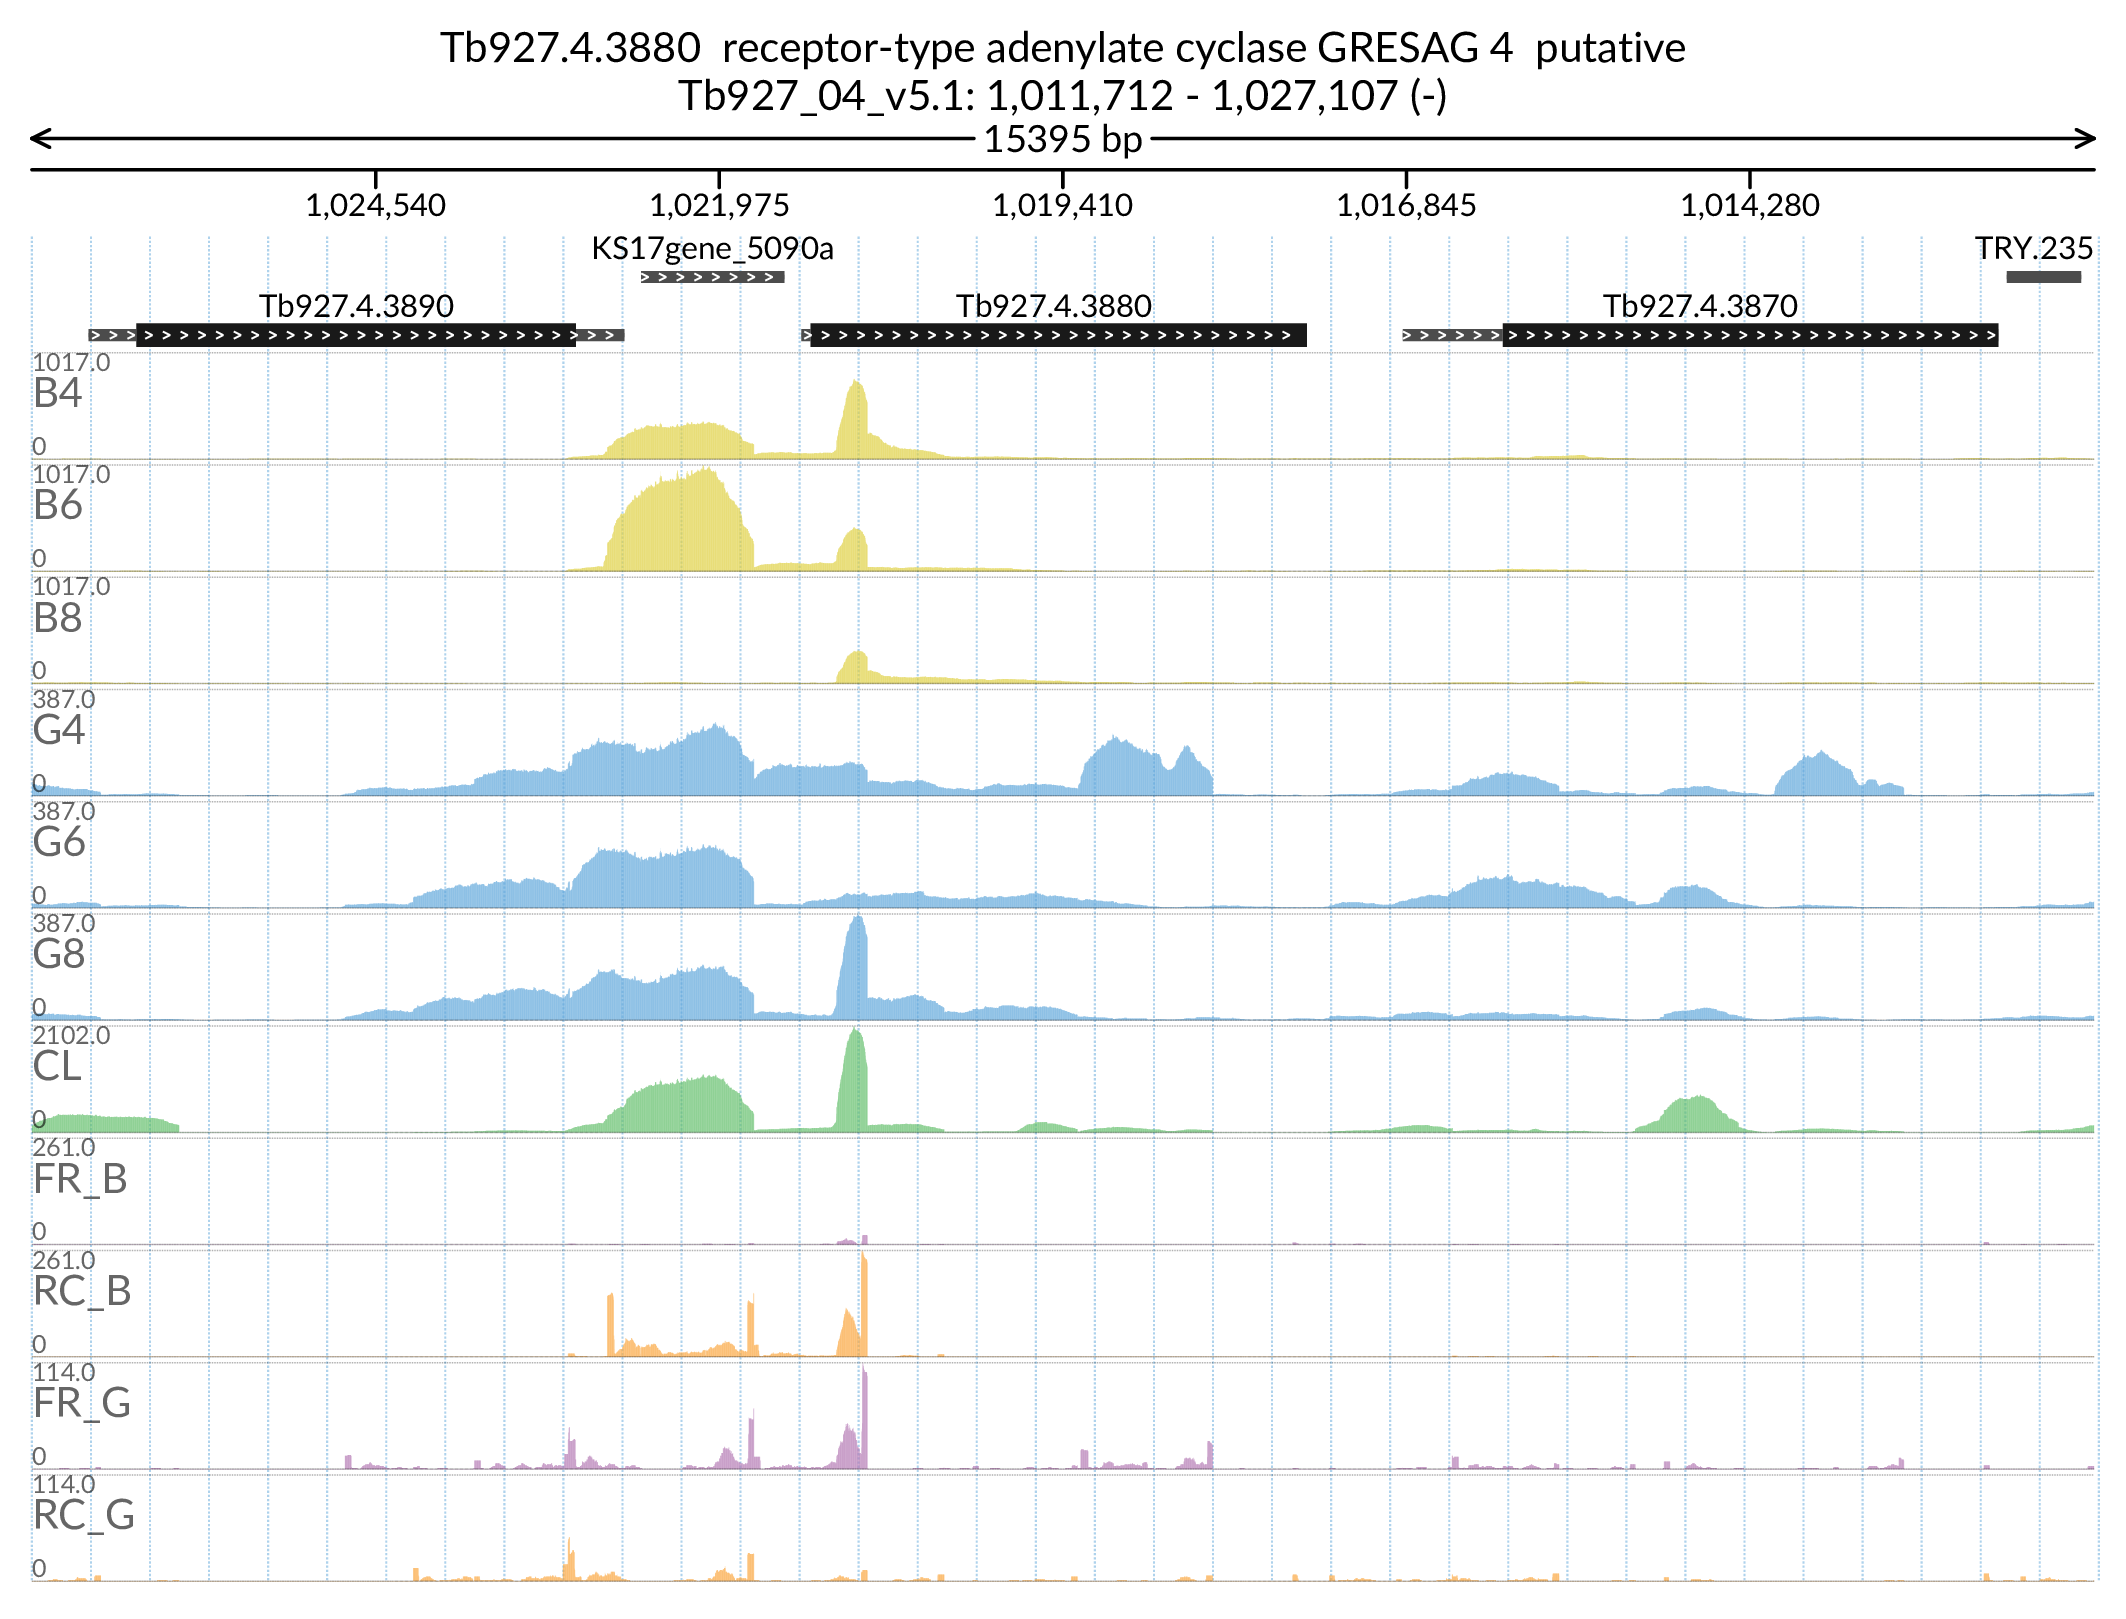 Tb927.4.3880  receptor-type adenylate cyclase GRESAG 4  putative
Tb927_04_v5.1: 1,011,712 - 1,027,107 (-)
15395 bp
1,024,540 1,021,975 1,019,410 1,016,845 1,014,280
KS17gene_5090a TRY.235
Tb927.4.3890 Tb927.4.3880 Tb927.4.3870
1017.0
B4
0
1017.0
B6
0
1017.0
B8
0
387.0
G4
0
387.0
G6
0
387.0
G8
0
2102.0
CL
0
261.0
FR_B
0
261.0
RC_B
0
114.0
FR_G
0
114.0
RC_G
0